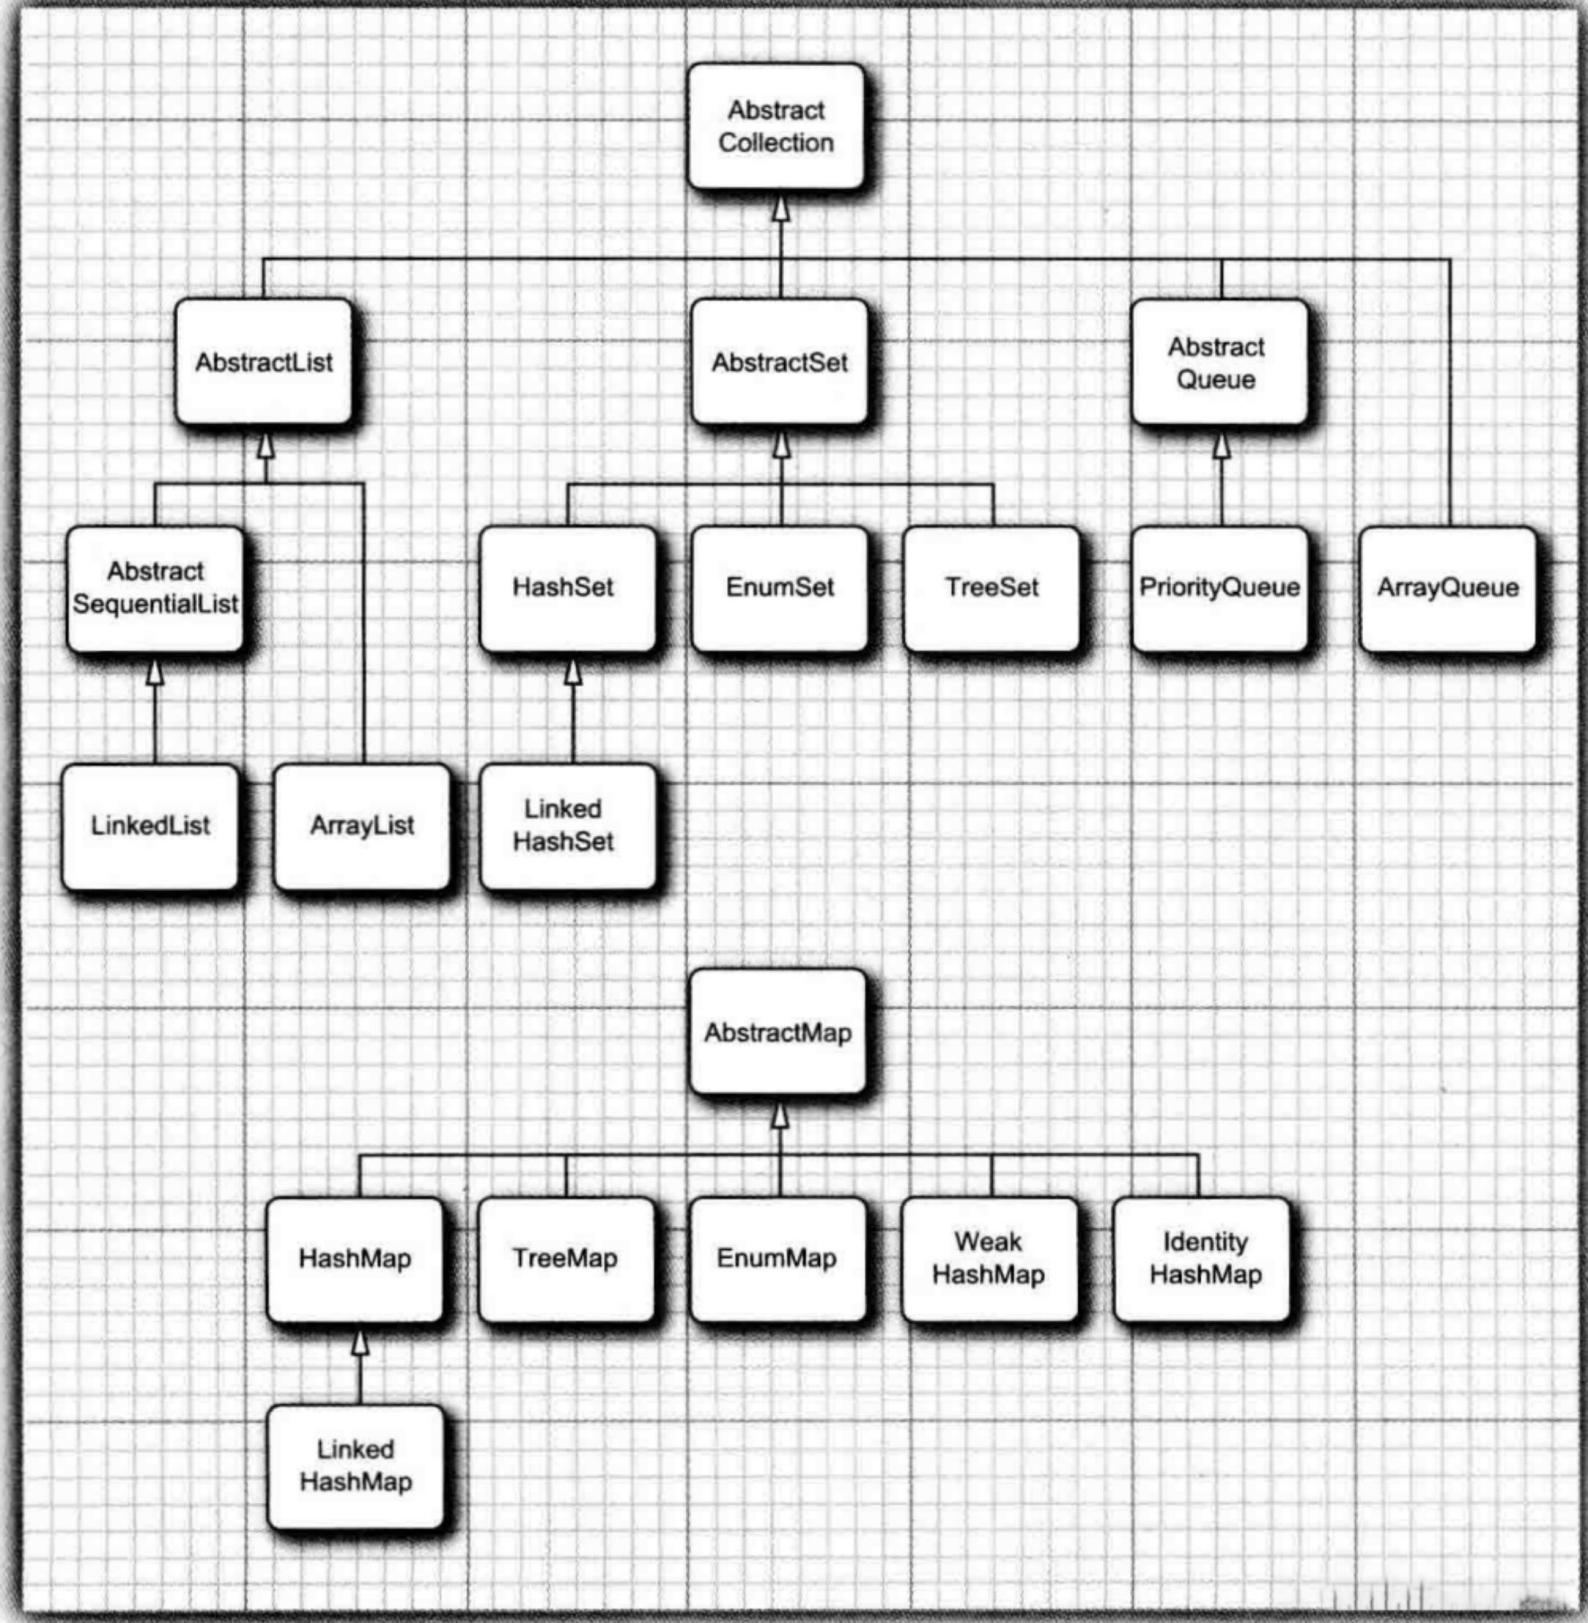 Abstract
Collection
AbstractList
AbstractSet
Abstract
Queue
Abstract
SequentialList
HashSet
EnumSet
TreeSet
PriorityQueue
ArrayQueue
LinkedList
ArrayList
Linked
HashSet
AbstractMap
HashMap
TreeMap
EnumMap
Weak
HashMap
Identity
HashMap
Linked
HashMap